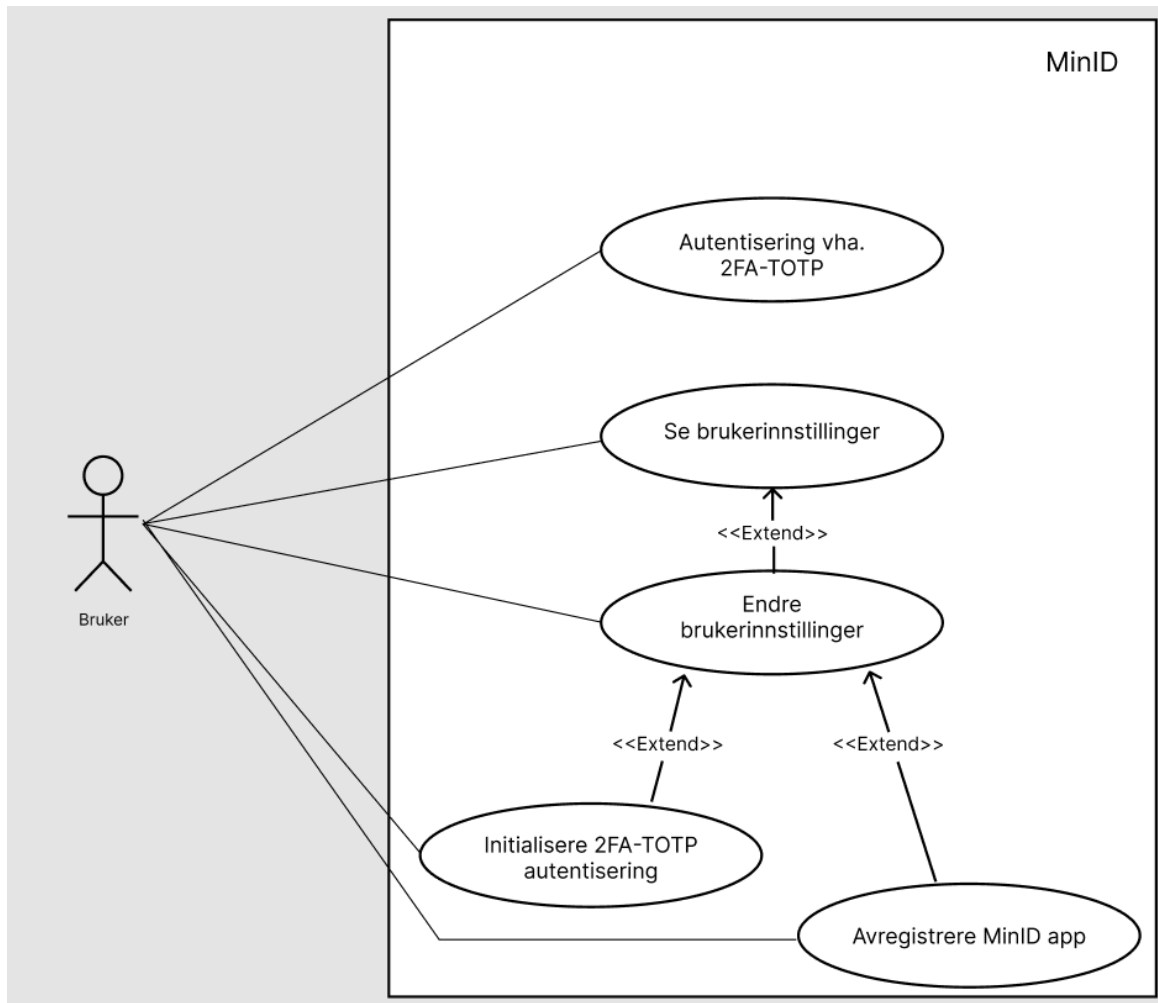 MinID
Autentisering vha.
2FA-TOTP
Se brukerinnstillinger
<<Extend>>
Endre
brukerinnstillinger
Bruker
<<Extend>>
<<Extend>>
Initialisere 2FA-TOTP
autentisering
Avregistrere MinID app